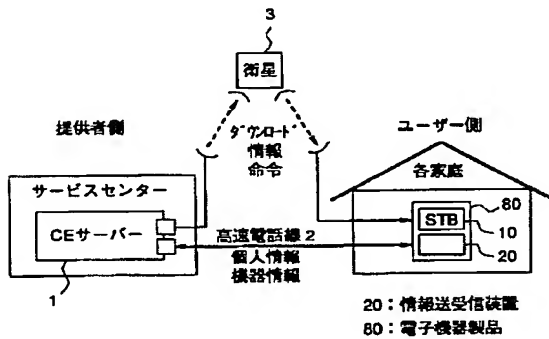 3
衛星
提供者側
ユーザー側
ダウンロード
情報
命令
各家庭
サービスセンター
CEサーバー
STB
80
10
20
高速電話線2
個人情報
機器情報
1
20：情報送受信装置
80：電子機器製品